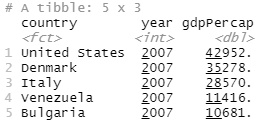 # A tibble: 5 x 3
country year gdpPercap
<fct> <int> <dbl>
1 United States 2007 42952.
2 Denmark 2007 35278.
3 Italy 2007 28570.
4 Venezuela 2007 11416.
5 Bulgaria 2007 10681.